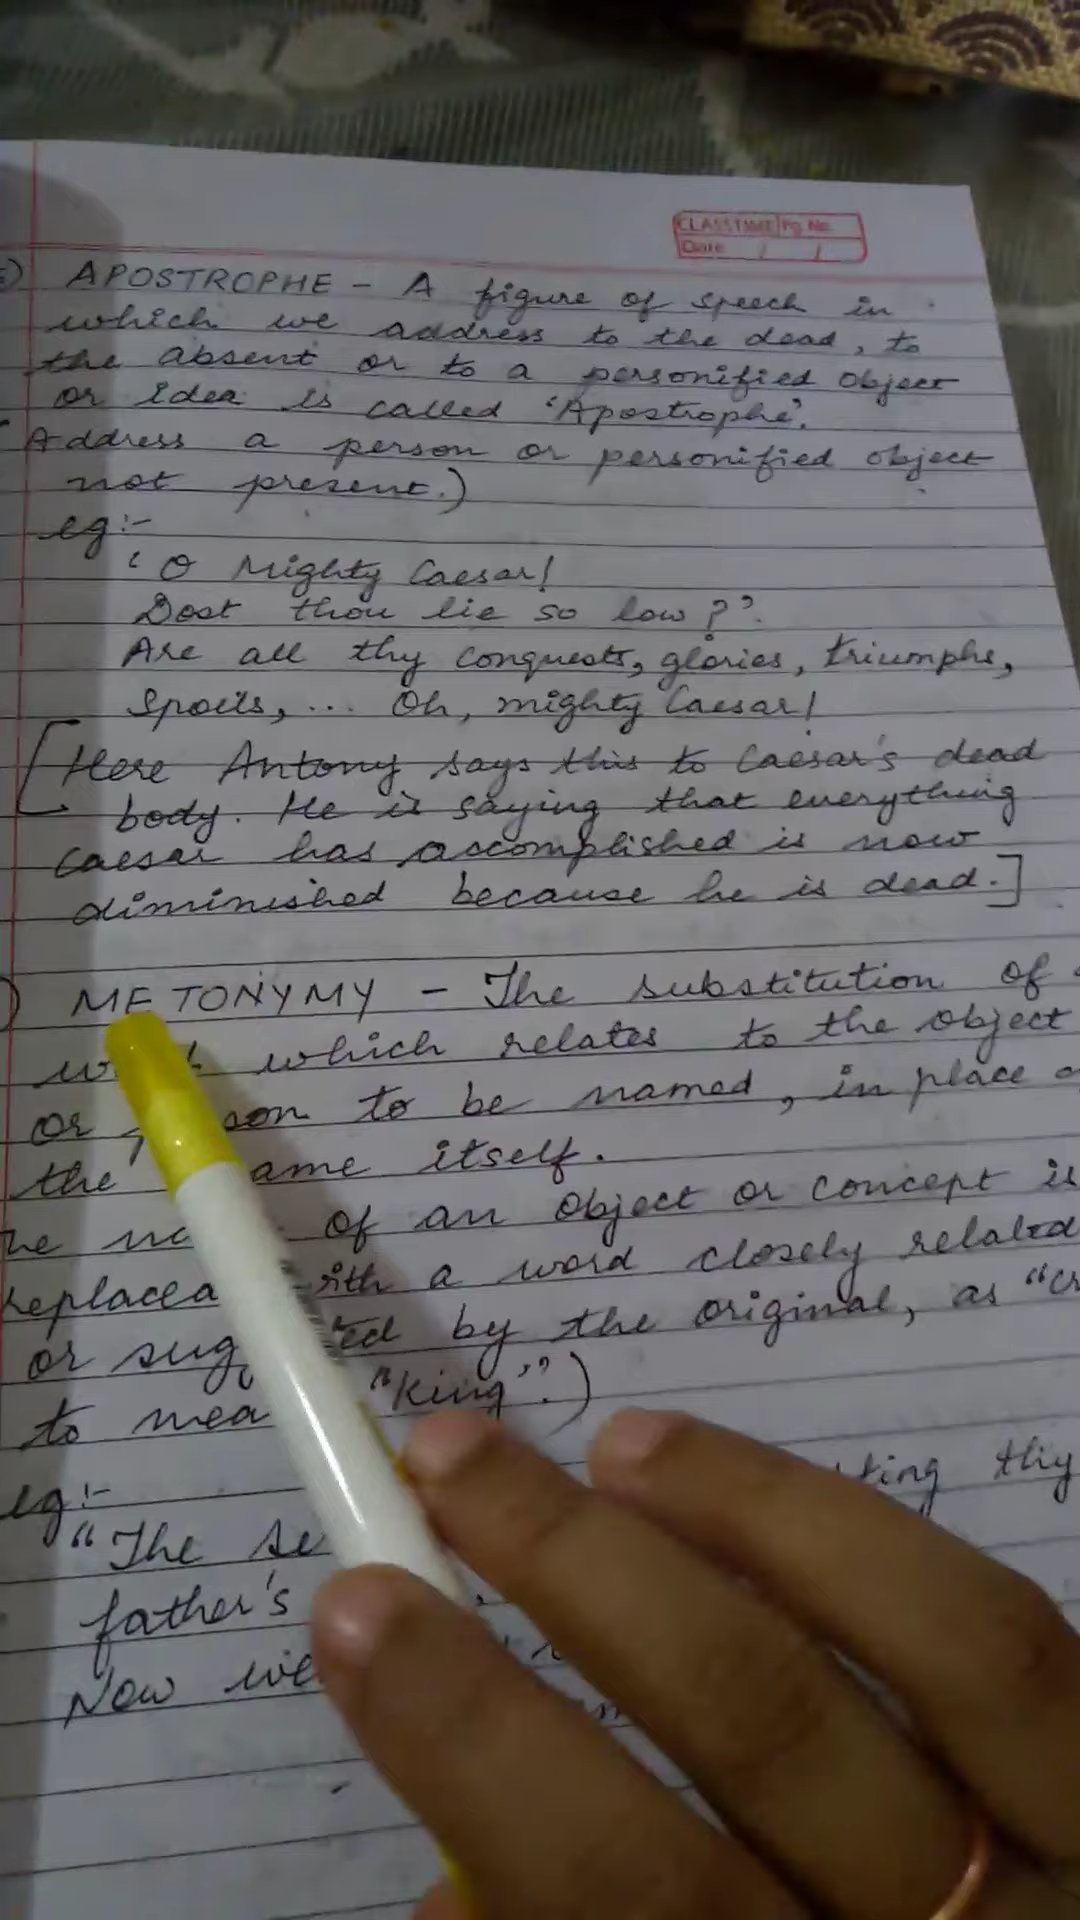 CLASSTIME Pg. No.
Date / /
APOSTROPHE - A figure of speech in
which we address to the dead, to
the absent or to a personified object
or idea is called 'Apostrophe'.
Address a person or personified object
not present.)
eg:-
'O Mighty Caesar!
Dost thou lie so low?'.
Are all thy conquests, glories, triumphs,
Spoils, ... Oh, mighty Caesar!
[Here Antony says this to Caesar's dead
body. He is saying that everything
Caesar has accomplished is now
diminished because he is dead.]
METONYMY - The substitution of
which relates to the object
or to be named, in place
the itself.
of an object or concept is
with a word closely related
or by the original, as
to "King".)
eg:-
"The thy
father's
Now